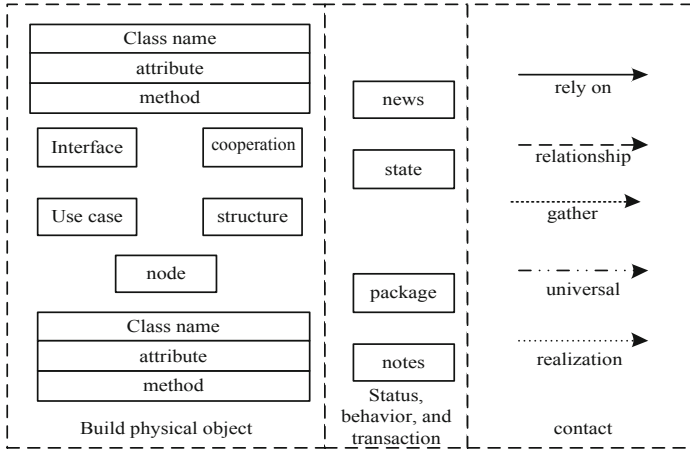 Class name
attribute
method
Interface
cooperation
Use case
structure
node
Class name
attribute
method
Build physical object
news
state
package
notes
Status,
behavior, and
transaction
rely on
relationship
gather
universal
realization
contact